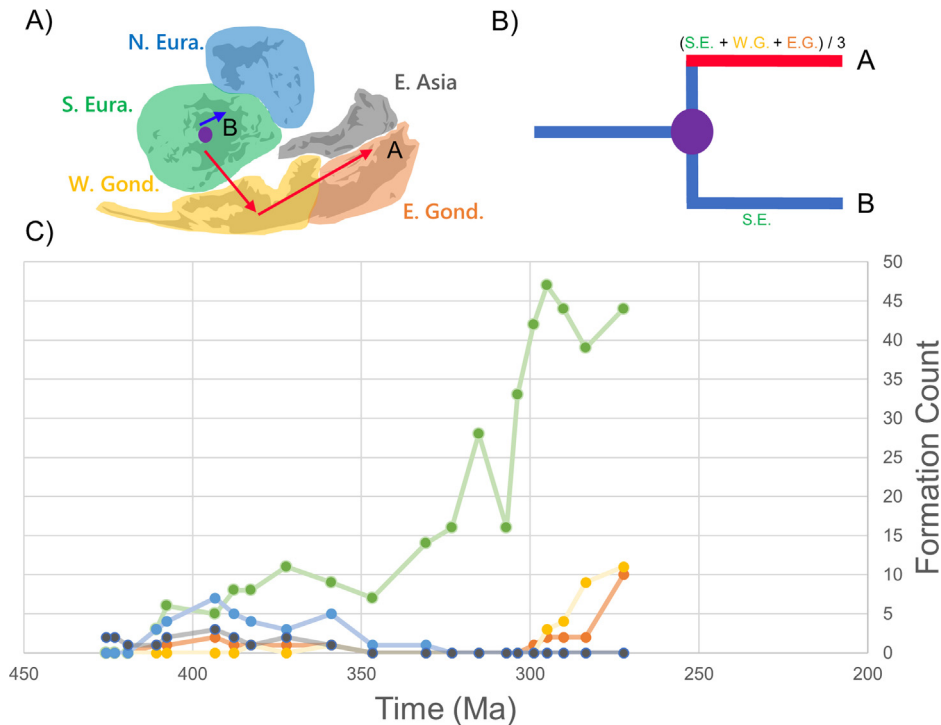 A)
N. Eura.
E. Asia
S. Eura.
B
A
W. Gond.
E. Gond.
B)
(S.E. + W.G. + E.G.) / 3
A
B
S.E.
C)
50
45
40
35
30
25
20
15
10
5
0
Formation Count
450
400
350
300
250
200
Time (Ma)